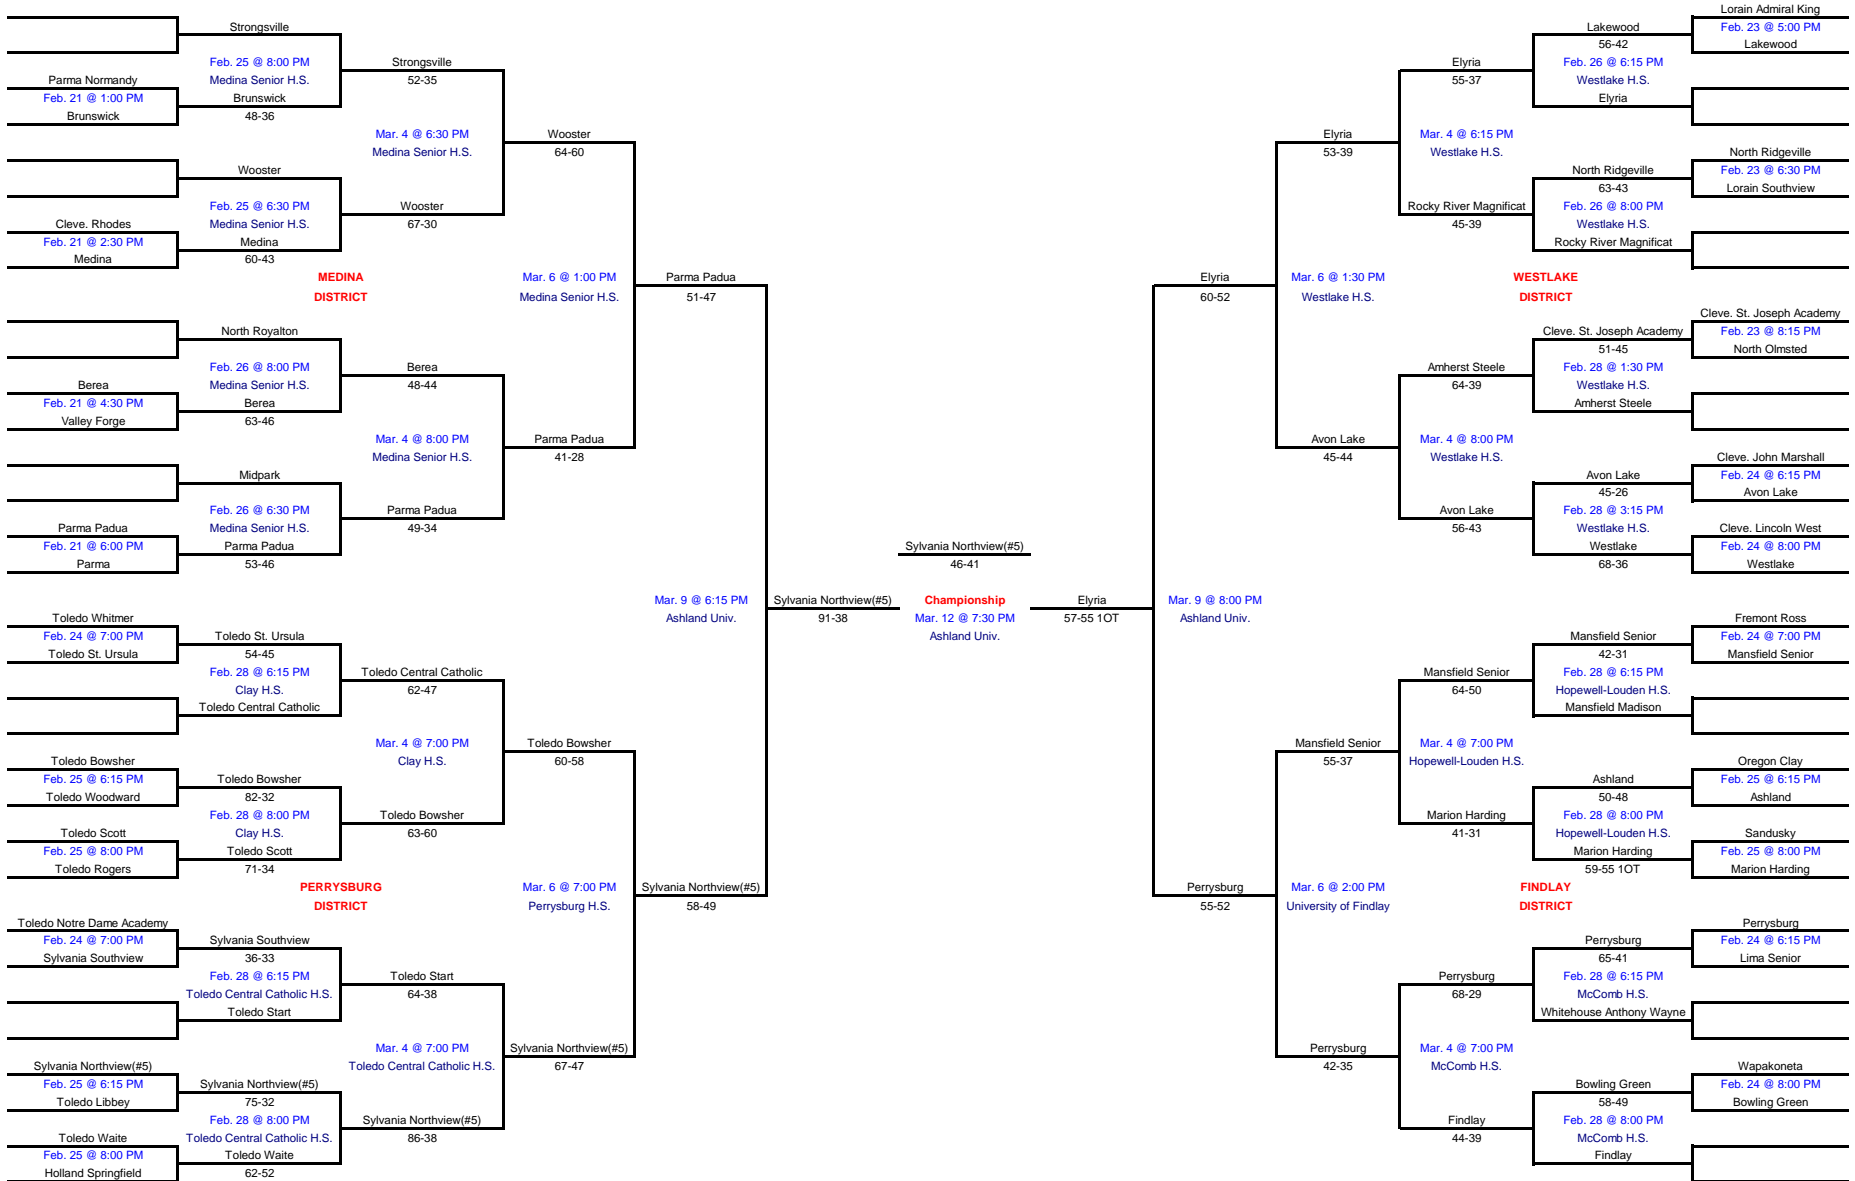 Strongsville
Feb. 25 @ 8:00 PM
Strongsville
Parma Normandy
Medina Senior H.S.
52-35
Feb. 21 @ 1:00 PM
Brunswick
Brunswick
48-36
Mar. 4 @ 6:30 PM
Wooster
Medina Senior H.S.
64-60
Wooster
Feb. 25 @ 6:30 PM
Wooster
Cleve. Rhodes
Medina Senior H.S.
67-30
Feb. 21 @ 2:30 PM
Medina
Medina
60-43
MEDINA
DISTRICT
Mar. 6 @ 1:00 PM
Medina Senior H.S.
Parma Padua
51-47
North Royalton
Feb. 26 @ 8:00 PM
Berea
Berea
Medina Senior H.S.
48-44
Feb. 21 @ 4:30 PM
Berea
Valley Forge
63-46
Mar. 4 @ 8:00 PM
Parma Padua
Medina Senior H.S.
41-28
Midpark
Feb. 26 @ 6:30 PM
Parma Padua
Parma Padua
Medina Senior H.S.
49-34
Feb. 21 @ 6:00 PM
Parma Padua
Parma
53-46
Mar. 9 @ 6:15 PM
Ashland Univ.
Sylvania Northview(#5)
91-38
Toledo Whitmer
Feb. 24 @ 7:00 PM
Toledo St. Ursula
Toledo St. Ursula
54-45
Feb. 28 @ 6:15 PM
Toledo Central Catholic
Clay H.S.
62-47
Toledo Central Catholic
Mar. 4 @ 7:00 PM
Toledo Bowsher
Clay H.S.
60-58
Toledo Bowsher
Feb. 25 @ 6:15 PM
Toledo Bowsher
Toledo Woodward
82-32
Feb. 28 @ 8:00 PM
Toledo Bowsher
Toledo Scott
Clay H.S.
63-60
Feb. 25 @ 8:00 PM
Toledo Scott
Toledo Rogers
71-34
PERRYSBURG
DISTRICT
Mar. 6 @ 7:00 PM
Perrysburg H.S.
Sylvania Northview(#5)
58-49
Toledo Notre Dame Academy
Feb. 24 @ 7:00 PM
Sylvania Southview
Sylvania Southview
36-33
Feb. 28 @ 6:15 PM
Toledo Start
Toledo Central Catholic H.S.
64-38
Toledo Start
Mar. 4 @ 7:00 PM
Sylvania Northview(#5)
Toledo Central Catholic H.S.
67-47
Sylvania Northview(#5)
Feb. 25 @ 6:15 PM
Sylvania Northview(#5)
Toledo Libbey
75-32
Feb. 28 @ 8:00 PM
Sylvania Northview(#5)
Toledo Waite
Toledo Central Catholic H.S.
86-38
Feb. 25 @ 8:00 PM
Toledo Waite
Holland Springfield
62-52
Sylvania Northview(#5)
46-41
Championship
Mar. 12 @ 7:30 PM
Ashland Univ.
Elyria
57-55 1OT
Mar. 9 @ 8:00 PM
Ashland Univ.
Lorain Admiral King
Lakewood
Feb. 23 @ 5:00 PM
56-42
Lakewood
Elyria
Feb. 26 @ 6:15 PM
55-37
Westlake H.S.
Elyria
Elyria
Mar. 4 @ 6:15 PM
53-39
Westlake H.S.
North Ridgeville
North Ridgeville
Feb. 23 @ 6:30 PM
63-43
Lorain Southview
Rocky River Magnificat
Feb. 26 @ 8:00 PM
45-39
Westlake H.S.
Rocky River Magnificat
Elyria
60-52
Mar. 6 @ 1:30 PM
Westlake H.S.
WESTLAKE
DISTRICT
Cleve. St. Joseph Academy
Cleve. St. Joseph Academy
Feb. 23 @ 8:15 PM
51-45
North Olmsted
Amherst Steele
Feb. 28 @ 1:30 PM
64-39
Westlake H.S.
Amherst Steele
Avon Lake
Mar. 4 @ 8:00 PM
45-44
Westlake H.S.
Cleve. John Marshall
Avon Lake
Feb. 24 @ 6:15 PM
45-26
Avon Lake
Avon Lake
Feb. 28 @ 3:15 PM
56-43
Westlake H.S.
Cleve. Lincoln West
Westlake
Feb. 24 @ 8:00 PM
68-36
Westlake
Fremont Ross
Mansfield Senior
Feb. 24 @ 7:00 PM
42-31
Mansfield Senior
Mansfield Senior
Feb. 28 @ 6:15 PM
64-50
Hopewell-Louden H.S.
Mansfield Madison
Mansfield Senior
Mar. 4 @ 7:00 PM
55-37
Hopewell-Louden H.S.
Oregon Clay
Ashland
Feb. 25 @ 6:15 PM
50-48
Ashland
Marion Harding
Feb. 28 @ 8:00 PM
41-31
Hopewell-Louden H.S.
Sandusky
Marion Harding
Feb. 25 @ 8:00 PM
59-55 1OT
Marion Harding
Perrysburg
55-52
Mar. 6 @ 2:00 PM
University of Findlay
FINDLAY
DISTRICT
Perrysburg
Perrysburg
Feb. 24 @ 6:15 PM
65-41
Lima Senior
Perrysburg
Feb. 28 @ 6:15 PM
68-29
McComb H.S.
Whitehouse Anthony Wayne
Perrysburg
Mar. 4 @ 7:00 PM
42-35
McComb H.S.
Wapakoneta
Bowling Green
Feb. 24 @ 8:00 PM
58-49
Bowling Green
Findlay
Feb. 28 @ 8:00 PM
44-39
McComb H.S.
Findlay